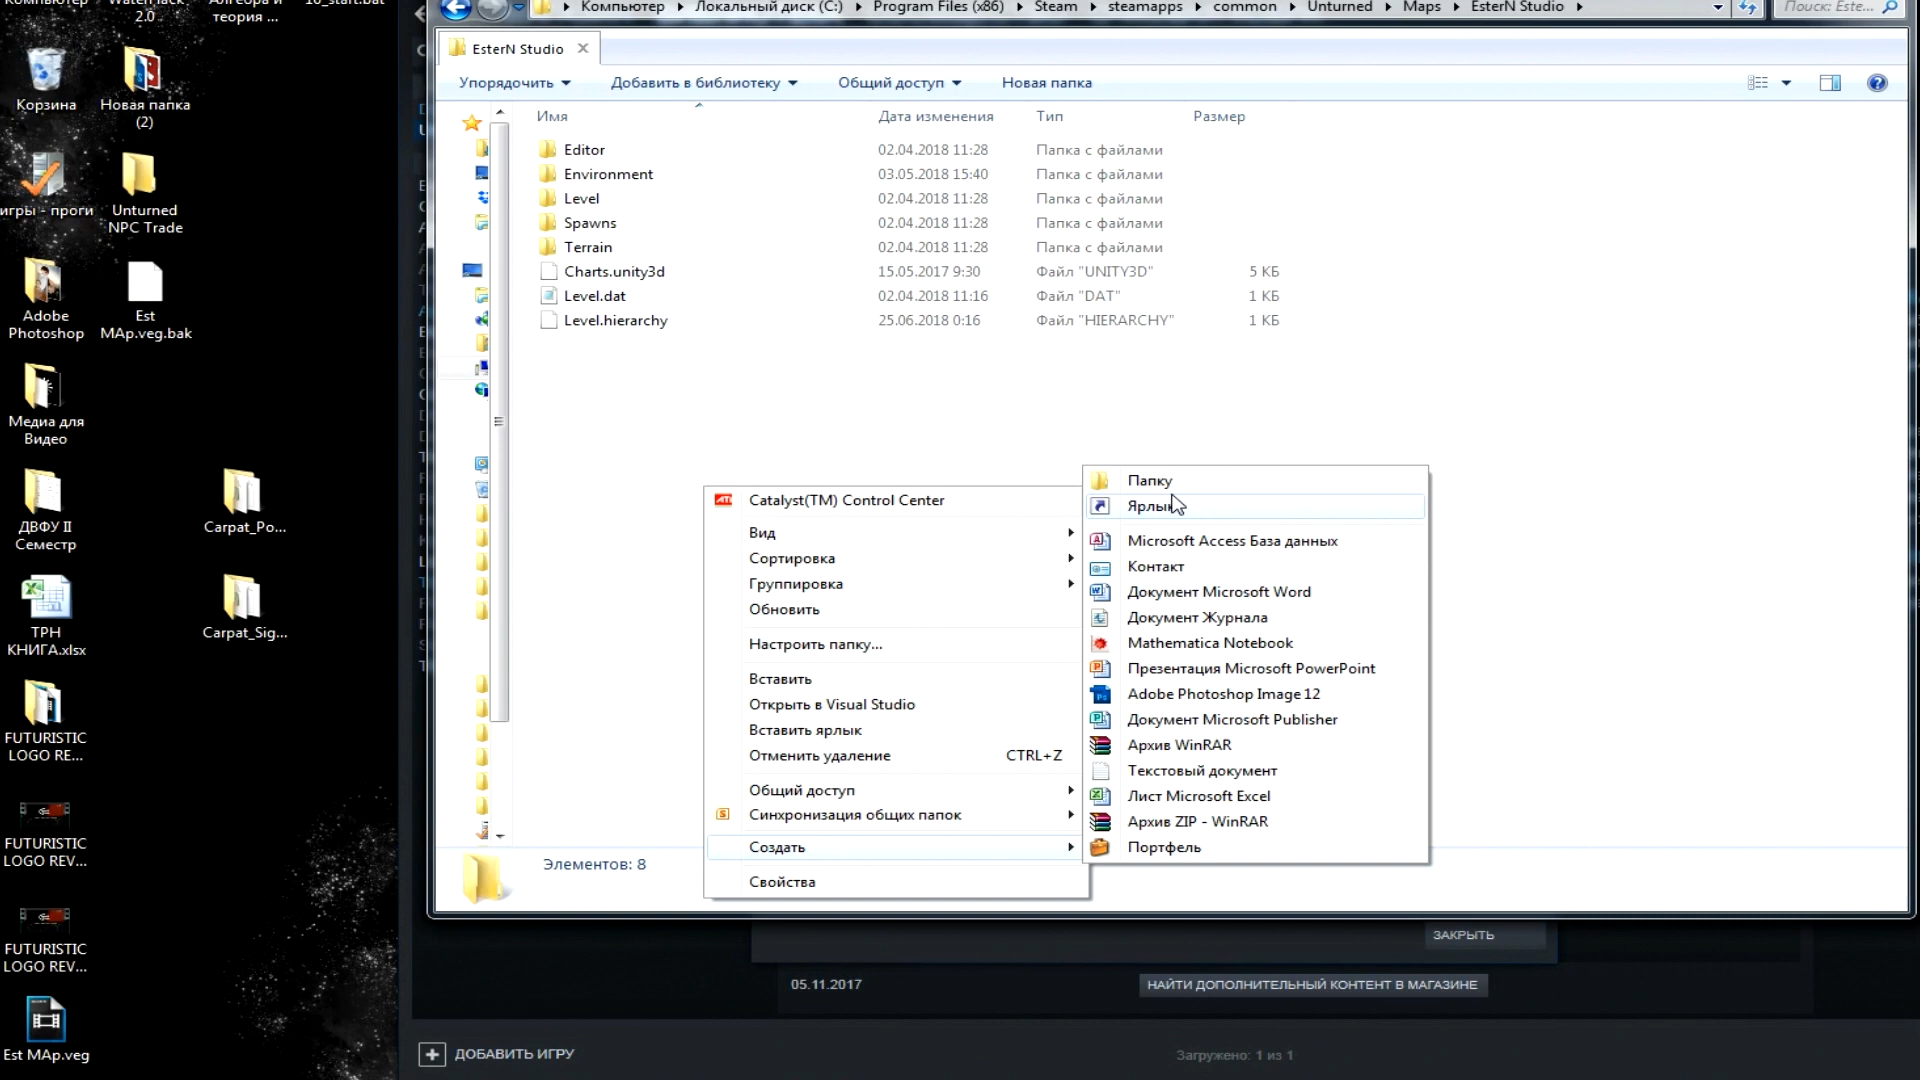 Компьютер
WaterHack
2.0
Алгебра и
теория ...
10_start.bat
Корзина
Новая папка
(2)
игры - проги
Unturned
NPC Trade
Adobe
Photoshop
Est
MAp.veg.bak
Медиа для
Видео
ДВФУ II
Семестр
Carpat_Po...
ТРН
КНИГА.xlsx
Carpat_Sig...
FUTURISTIC
LOGO RE...
FUTURISTIC
LOGO REV...
FUTURISTIC
LOGO REV...
Est MAp.veg
Компьютер Локальный диск (C:) Program Files (x86) Steam steamapps common Unturned Maps EsterN Studio
Поиск: Este...
EsterN Studio
Упорядочить Добавить в библиотеку Общий доступ Новая папка
Имя Дата изменения Тип Размер
Editor 02.04.2018 11:28 Папка с файлами
Environment 03.05.2018 15:40 Папка с файлами
Level 02.04.2018 11:28 Папка с файлами
Spawns 02.04.2018 11:28 Папка с файлами
Terrain 02.04.2018 11:28 Папка с файлами
Charts.unity3d 15.05.2017 9:30 Файл "UNITY3D" 5 КБ
Level.dat 02.04.2018 11:16 Файл "DAT" 1 КБ
Level.hierarchy 25.06.2018 0:16 Файл "HIERARCHY" 1 КБ
Catalyst(TM) Control Center
Вид
Сортировка
Группировка
Обновить
Настроить папку...
Вставить
Открыть в Visual Studio
Вставить ярлык
Отменить удаление CTRL+Z
Общий доступ
Синхронизация общих папок
Создать
Свойства
Папку
Ярлык
Microsoft Access База данных
Контакт
Документ Microsoft Word
Документ Журнала
Mathematica Notebook
Презентация Microsoft PowerPoint
Adobe Photoshop Image 12
Документ Microsoft Publisher
Архив WinRAR
Текстовый документ
Лист Microsoft Excel
Архив ZIP - WinRAR
Портфель
Элементов: 8
ЗАКРЫТЬ
05.11.2017
НАЙТИ ДОПОЛНИТЕЛЬНЫЙ КОНТЕНТ В МАГАЗИНЕ
ДОБАВИТЬ ИГРУ
Загружено: 1 из 1